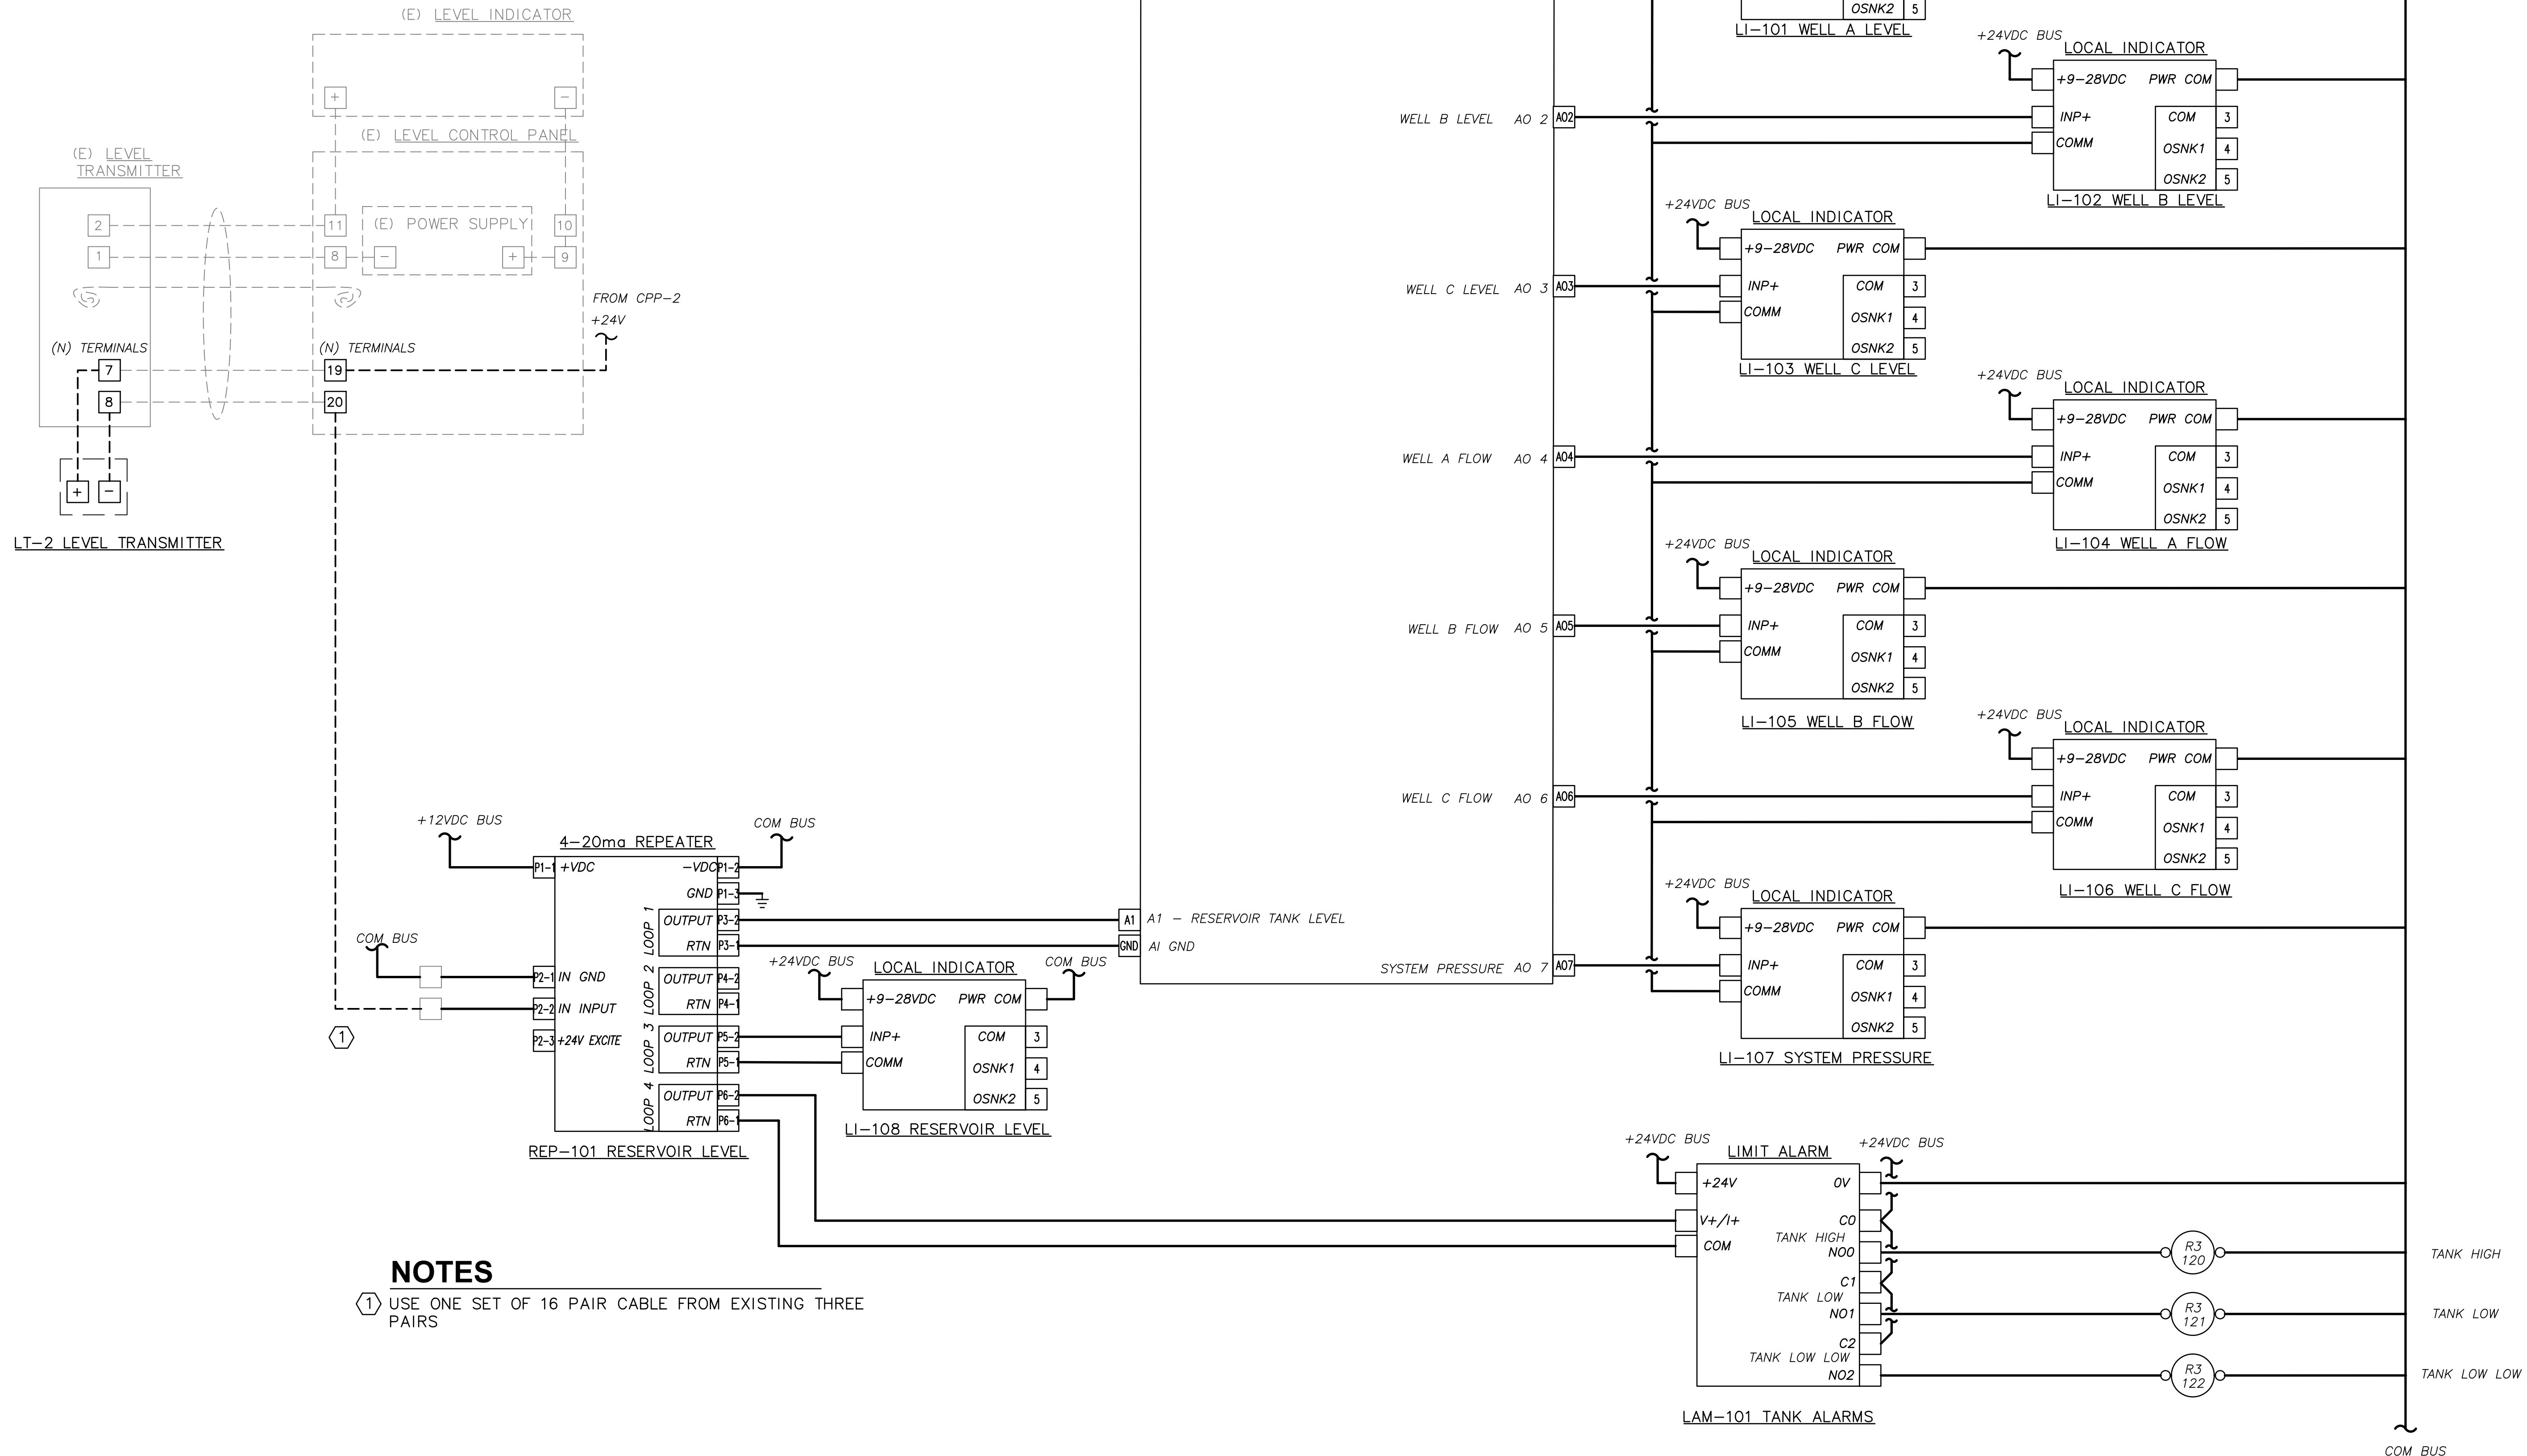 (E) LEVEL INDICATOR
+
-
(E) LEVEL CONTROL PANEL
(E) LEVEL
TRANSMITTER
2
1
11
8
(E) POWER SUPPLY
-
+
10
9
FROM CPP-2
+24V
(N) TERMINALS
7
8
(N) TERMINALS
19
20
+
-
LT-2 LEVEL TRANSMITTER
+12VDC BUS
COM BUS
4-20ma REPEATER
P1-1
+VDC
-VDC
P1-2
GND
P1-3
LOOP 1
OUTPUT
P3-2
RTN
P3-1
COM BUS
P2-1
IN GND
LOOP 2
OUTPUT
P4-2
RTN
P4-1
P2-2
IN INPUT
P2-3
+24V EXCITE
LOOP 3
OUTPUT
P5-2
RTN
P5-1
LOOP 4
OUTPUT
P6-2
RTN
P6-1
1
REP-101 RESERVOIR LEVEL
+24VDC BUS
LOCAL INDICATOR
COM BUS
+9-28VDC
PWR COM
INP+
COM
3
COMM
OSNK1
4
OSNK2
5
LI-108 RESERVOIR LEVEL
A1
A1 - RESERVOIR TANK LEVEL
GND
AI GND
WELL B LEVEL
AO 2
AO2
WELL C LEVEL
AO 3
AO3
WELL A FLOW
AO 4
AO4
WELL B FLOW
AO 5
AO5
WELL C FLOW
AO 6
AO6
SYSTEM PRESSURE
AO 7
AO7
OSNK2
5
LI-101 WELL A LEVEL
+24VDC BUS
LOCAL INDICATOR
+9-28VDC
PWR COM
INP+
COM
3
COMM
OSNK1
4
OSNK2
5
LI-102 WELL B LEVEL
+24VDC BUS
LOCAL INDICATOR
+9-28VDC
PWR COM
INP+
COM
3
COMM
OSNK1
4
OSNK2
5
LI-103 WELL C LEVEL
+24VDC BUS
LOCAL INDICATOR
+9-28VDC
PWR COM
INP+
COM
3
COMM
OSNK1
4
OSNK2
5
LI-104 WELL A FLOW
+24VDC BUS
LOCAL INDICATOR
+9-28VDC
PWR COM
INP+
COM
3
COMM
OSNK1
4
OSNK2
5
LI-105 WELL B FLOW
+24VDC BUS
LOCAL INDICATOR
+9-28VDC
PWR COM
INP+
COM
3
COMM
OSNK1
4
OSNK2
5
LI-106 WELL C FLOW
+24VDC BUS
LOCAL INDICATOR
+9-28VDC
PWR COM
INP+
COM
3
COMM
OSNK1
4
OSNK2
5
LI-107 SYSTEM PRESSURE
+24VDC BUS
LIMIT ALARM
+24VDC BUS
+24V
0V
V+/I+
C0
TANK HIGH
COM
NO0
C1
TANK LOW
NO1
C2
TANK LOW LOW
NO2
LAM-101 TANK ALARMS
R3
120
TANK HIGH
R3
121
TANK LOW
R3
122
TANK LOW LOW
COM BUS
NOTES
1 USE ONE SET OF 16 PAIR CABLE FROM EXISTING THREE
PAIRS